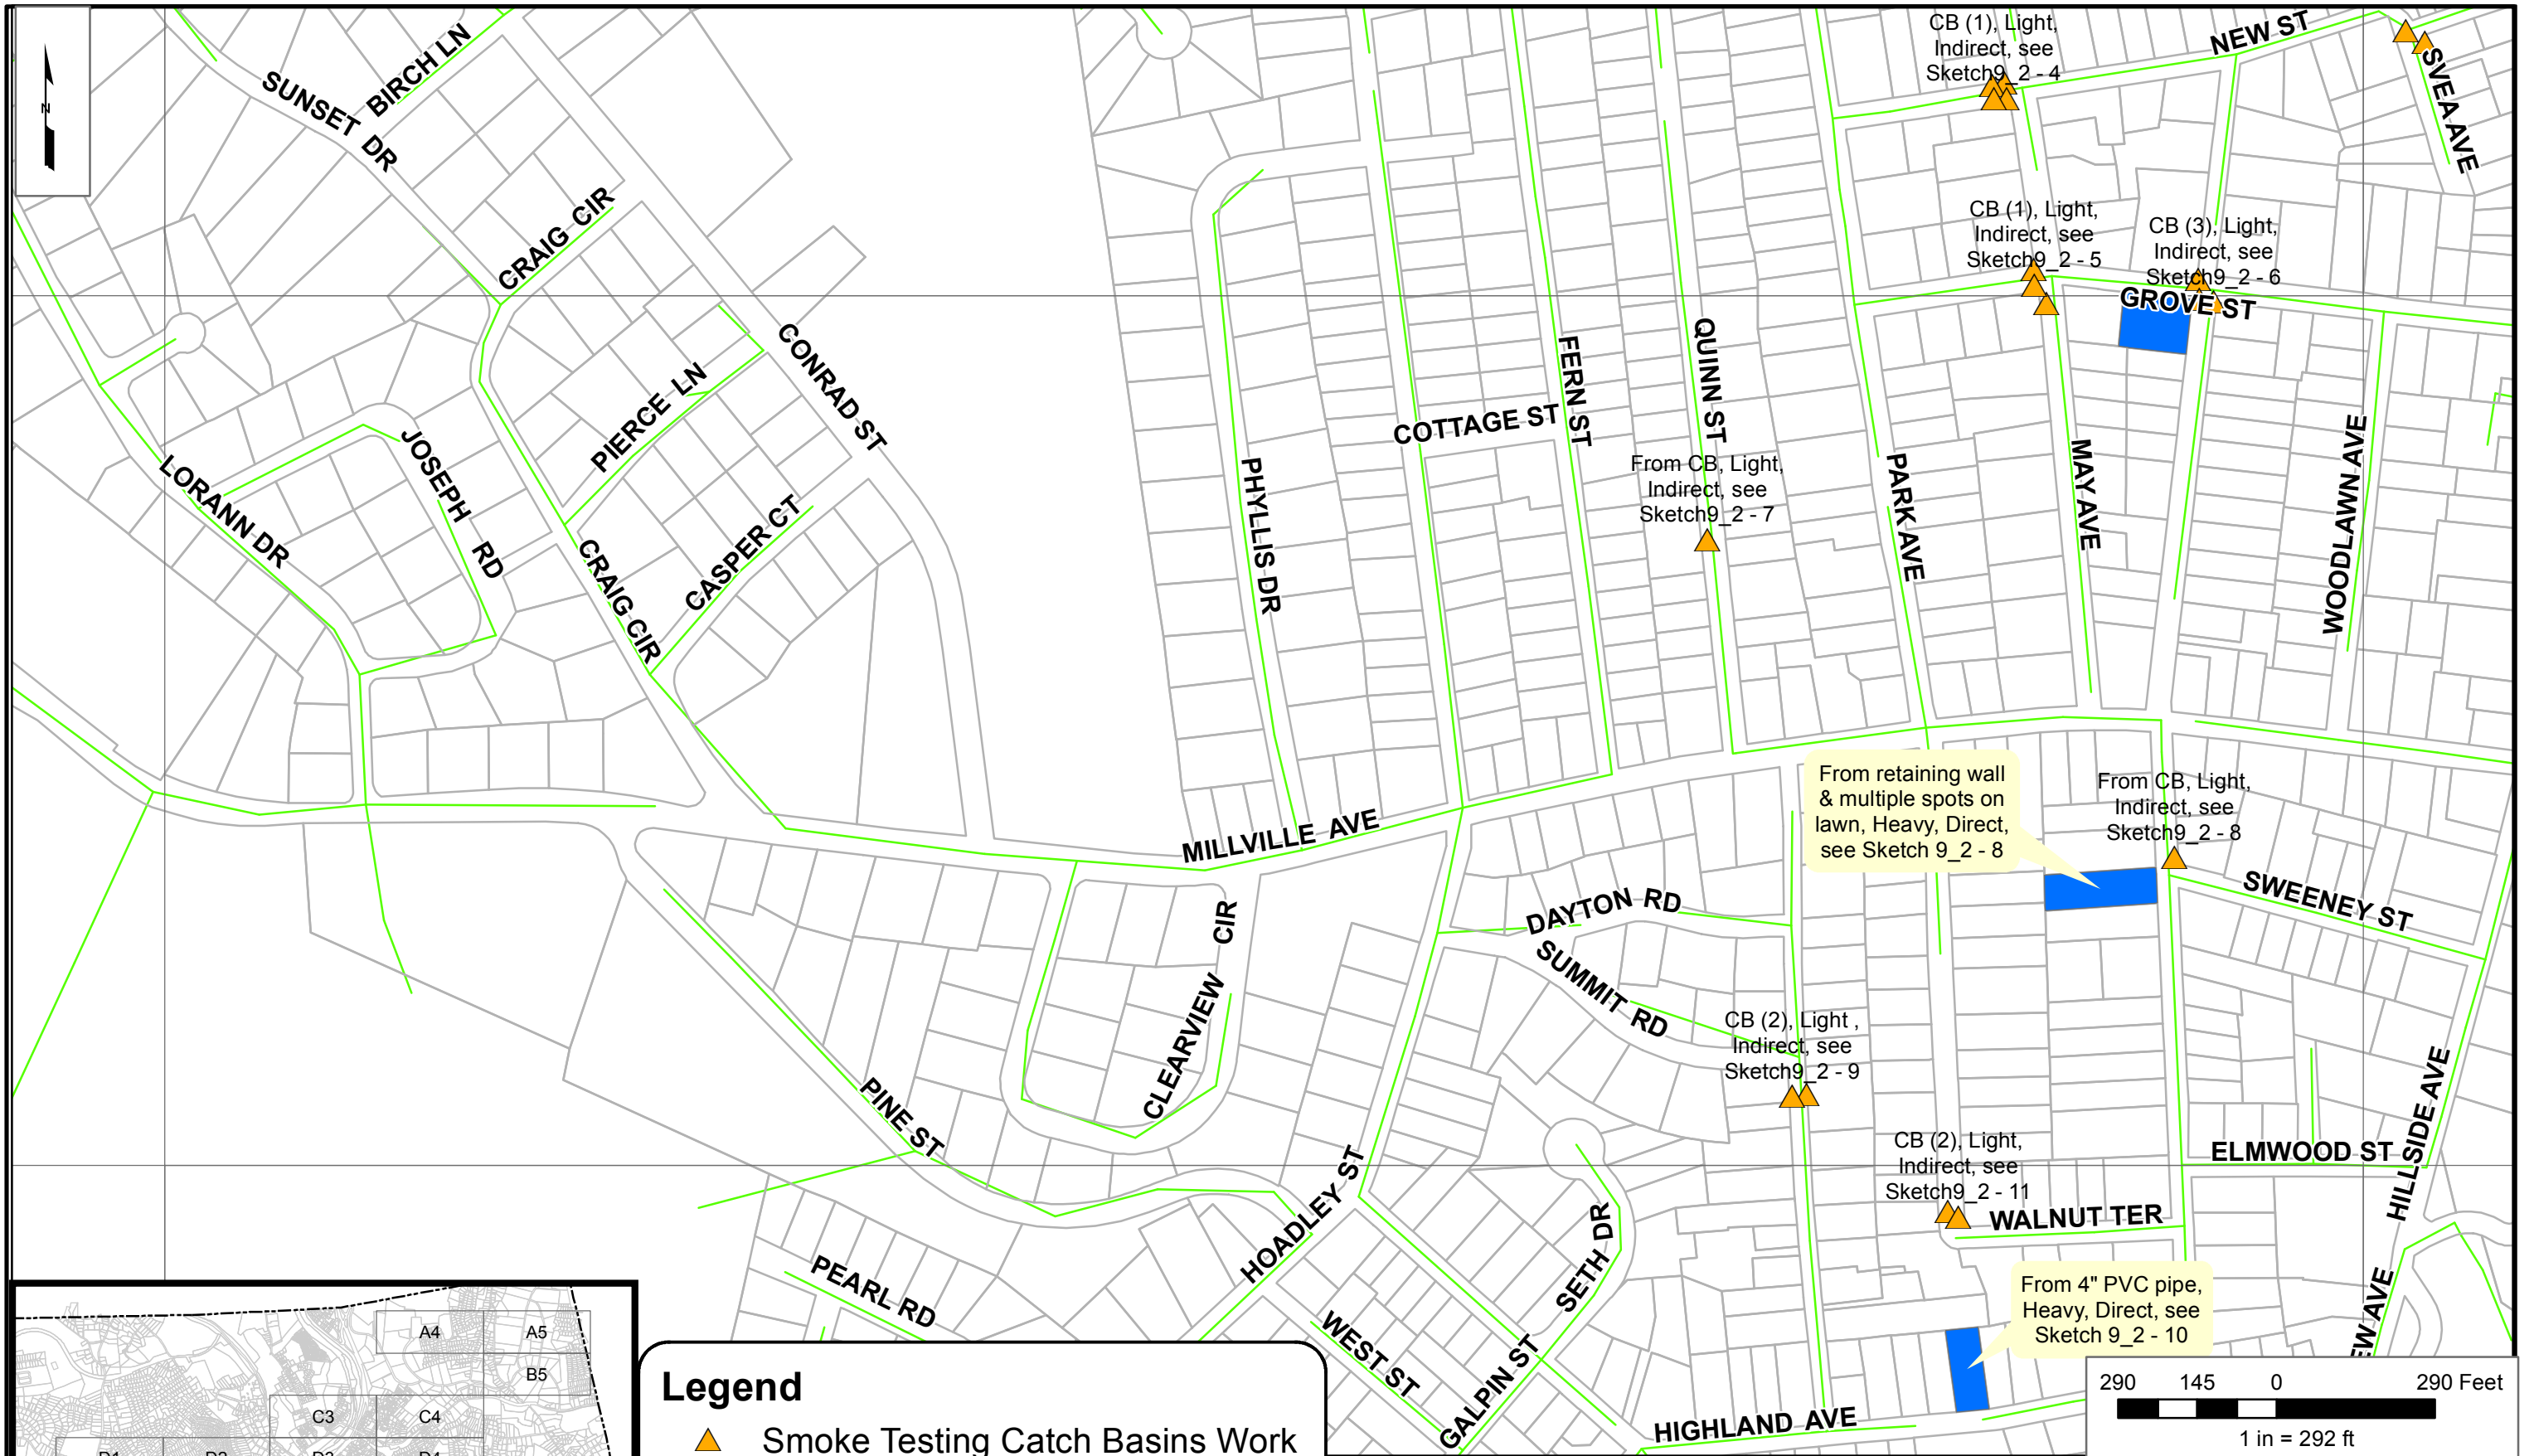 CB (1), Light,
Indirect, see
Sketch9_2 - 4
NEW ST
SVEA AVE
BIRCH LN
SUNSET DR
N
CRAIG CIR
CB (1), Light,
Indirect, see
Sketch9_2 - 5
CB (3), Light,
Indirect, see
Sketch9_2 - 6
GROVE ST
CONRAD ST
PIERCE LN
JOSEPH RD
LORANN DR
CASPER CT
CRAIG CIR
PHYLLIS DR
COTTAGE ST
FERN ST
QUINN ST
From CB, Light,
Indirect, see
Sketch9_2 - 7
PARK AVE
MAY AVE
WOODLAWN AVE
MILLVILLE AVE
From retaining wall
& multiple spots on
lawn, Heavy, Direct,
see Sketch 9_2 - 8
From CB, Light,
Indirect, see
Sketch9_2 - 8
SWEENEY ST
DAYTON RD
SUMMIT RD
CLEARVIEW CIR
CB (2), Light ,
Indirect, see
Sketch9_2 - 9
PINE ST
CB (2), Light,
Indirect, see
Sketch9_2 - 11
ELMWOOD ST
HILLSIDE AVE
WALNUT TER
HOADLEY ST
SETH DR
PEARL RD
WEST ST
GALPIN ST
HIGHLAND AVE
From 4" PVC pipe,
Heavy, Direct, see
Sketch 9_2 - 10
EW AVE
A4
A5
B5
C3
C4
D1
D2
D3
D4
Legend
Smoke Testing Catch Basins Work
290 145 0 290 Feet
1 in = 292 ft